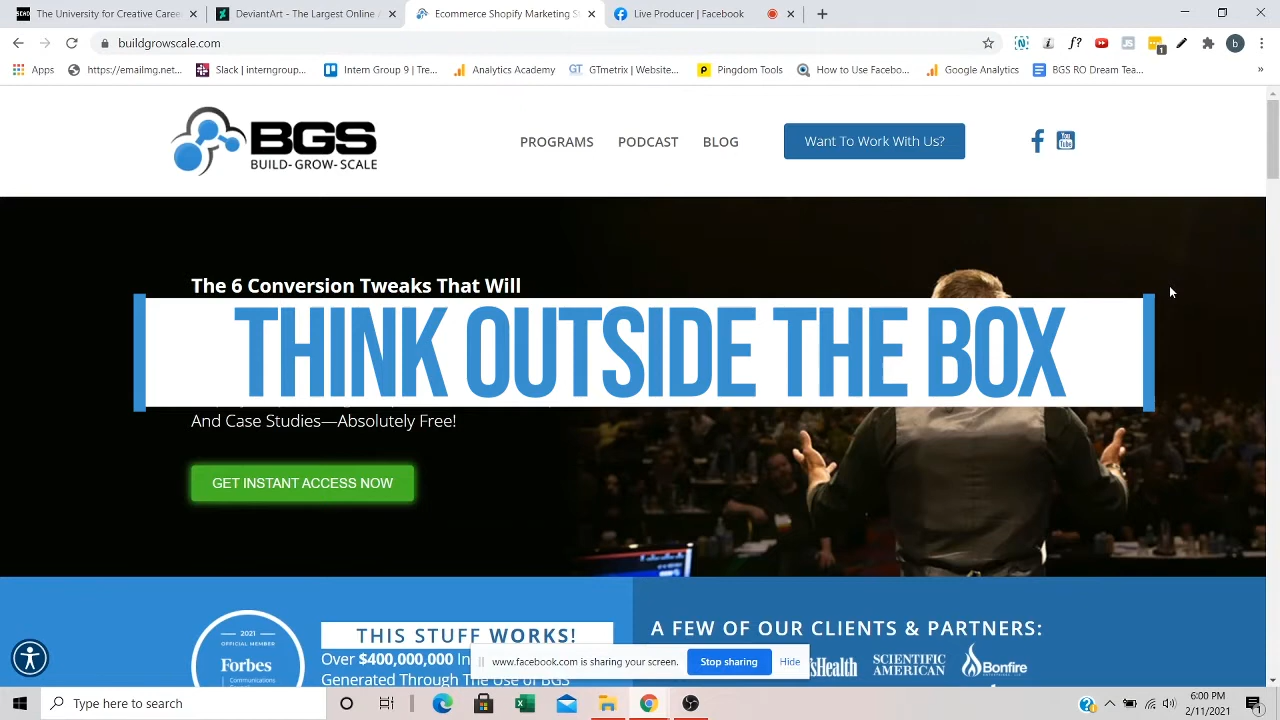 The University for Creative Caree
DeviantArt - The Largest Online
Ecommerce Shopify Programs S
Live Producer | Facebook
buildgrowscale.com
Apps
https://emailmg.net...
Slack | interngroup...
Intern Group 9 | Tre...
Analytics Academy
GTmetrix | Website...
Pingdom Tools
How to Use Facebo...
Google Analytics
BGS RO Dream Tea...
BGS
BUILD-GROW-SCALE
PROGRAMS
PODCAST
BLOG
Want To Work With Us?
You
Tube
The 6 Conversion Tweaks That Will
THINK OUTSIDE THE BOX
And Case Studies—Absolutely Free!
GET INSTANT ACCESS NOW
2021
OFFICIAL MEMBER
Forbes
Communications
THIS STUFF WORKS!
Over $400,000,000 In
Generated Through The Use of BGS
A FEW OF OUR CLIENTS & PARTNERS:
sHealth
SCIENTIFIC
AMERICAN
Bonfire
www.facebook.com is sharing your screen.
Stop sharing
Hide
Type here to search
6:00 PM
2/11/2021